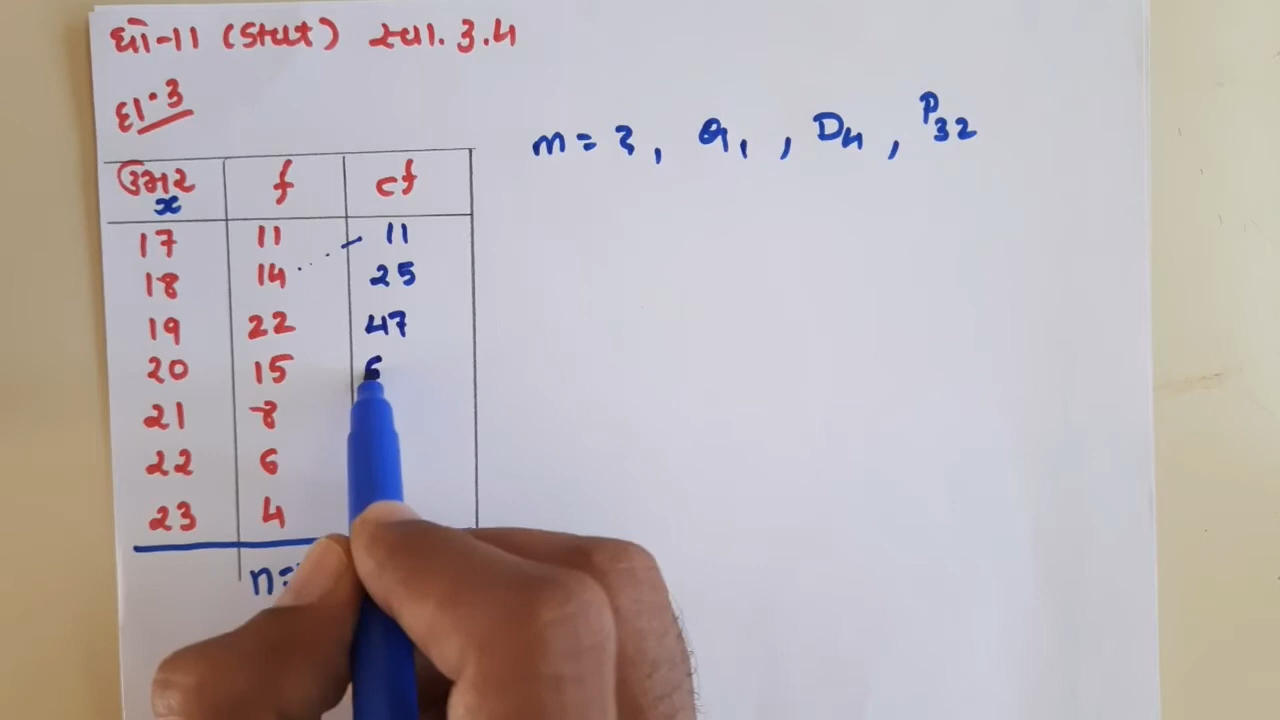 ધો-11 (સ્ટેટ) સ્વા. 3.4
દા.3
m = ?, Q1, D4, P32
ઉંમર x f cf
17 11 11
18 14 25
19 22 47
20 15 6
21 8
22 6
23 4
n=